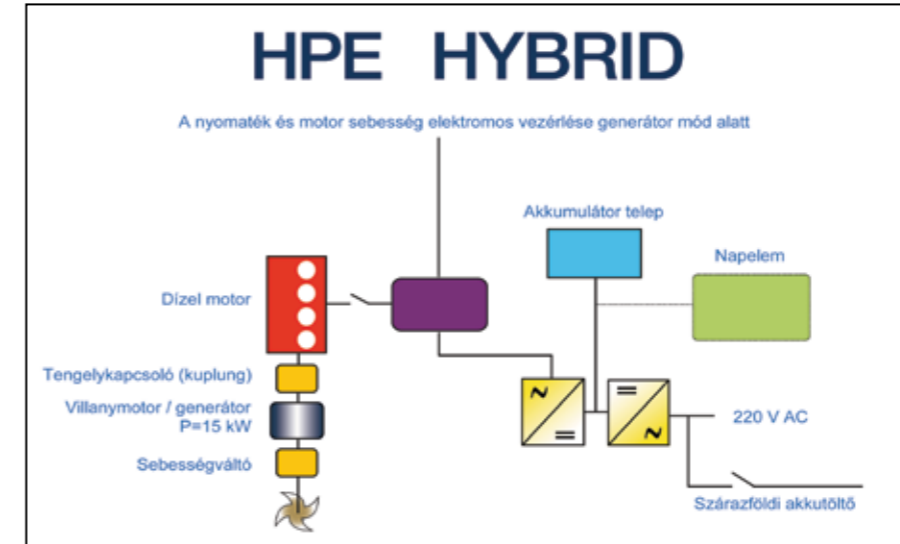 HPE HYBRID
A nyomaték és motor sebesség elektromos vezérlése generátor mód alatt
Akkumulátor telep
Napelem
Dízel motor
Tengelykapcsoló (kuplung)
Villanymotor / generátor
P=15 kW
220 V AC
Sebességváltó
Szárazföldi akkutöltő